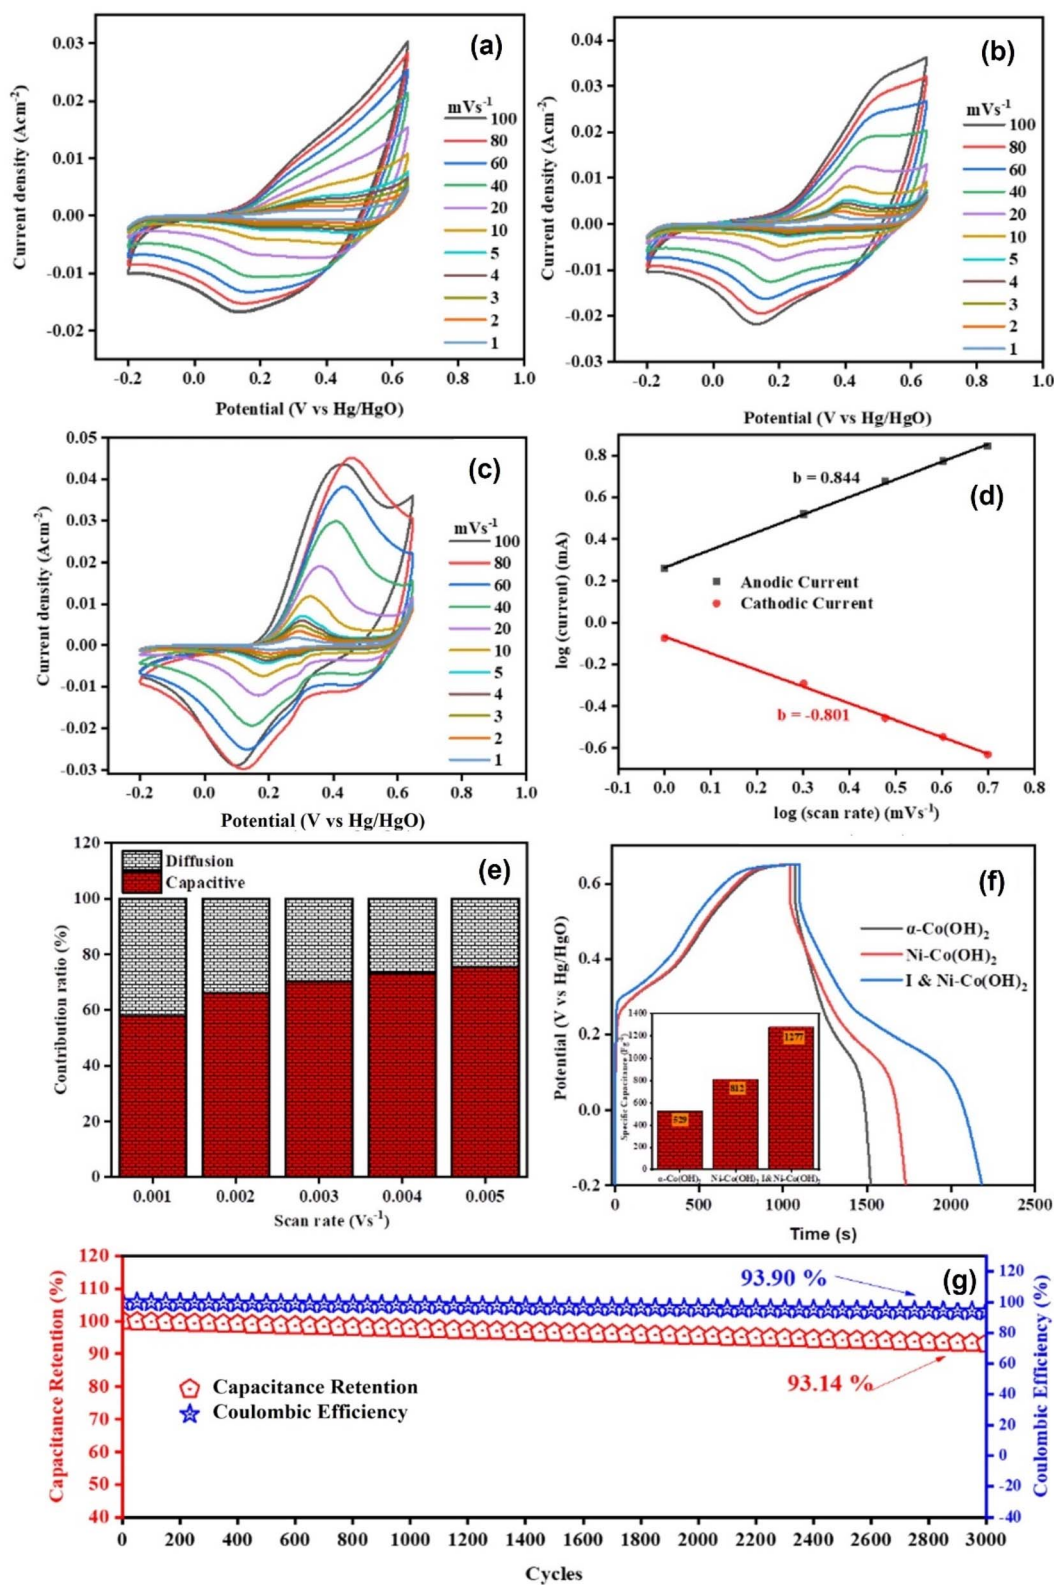 (a)
Current density (Acm-2)
0.03
0.02
0.01
0.00
-0.01
-0.02
mVs-1
100
80
60
40
20
10
5
4
3
2
1
-0.2 0.0 0.2 0.4 0.6 0.8 1.0
Potential (V vs Hg/HgO)
(b)
Current density (Acm-2)
0.04
0.03
0.02
0.01
0.00
-0.01
-0.02
-0.03
mVs-1
100
80
60
40
20
10
5
4
3
2
1
-0.2 0.0 0.2 0.4 0.6 0.8 1.0
Potential (V vs Hg/HgO)
(c)
Current density (Acm-2)
0.05
0.04
0.03
0.02
0.01
0.00
-0.01
-0.02
-0.03
mVs-1
100
80
60
40
20
10
5
4
3
2
1
-0.2 0.0 0.2 0.4 0.6 0.8 1.0
Potential (V vs Hg/HgO)
(d)
log (current) (mA)
0.8
0.6
0.4
0.2
0.0
-0.2
-0.4
-0.6
b = 0.844
Anodic Current
Cathodic Current
b = -0.801
-0.1 0.0 0.1 0.2 0.3 0.4 0.5 0.6 0.7 0.8
log (scan rate) (mVs-1)
(e)
Contribution ratio (%)
120
100
80
60
40
20
0
Diffusion
Capacitive
0.001 0.002 0.003 0.004 0.005
Scan rate (Vs-1)
(f)
Potential (V vs Hg/HgO)
0.6
0.4
0.2
0.0
-0.2
α-Co(OH)2
Ni-Co(OH)2
I & Ni-Co(OH)2
Specific Capacitance (Fg-1)
1400
1200
1000
800
600
400
200
0
529
812
1277
α-Co(OH)2 Ni-Co(OH)2 I&Ni-Co(OH)2
0 500 1000 1500 2000 2500
Time (s)
(g)
Capacitance Retention (%)
120
110
100
90
80
70
60
50
40
93.90 %
93.14 %
Capacitance Retention
Coulombic Efficiency
Coulombic Efficiency (%)
120
100
80
60
40
20
0
-20
-40
0 200 400 600 800 1000 1200 1400 1600 1800 2000 2200 2400 2600 2800 3000
Cycles